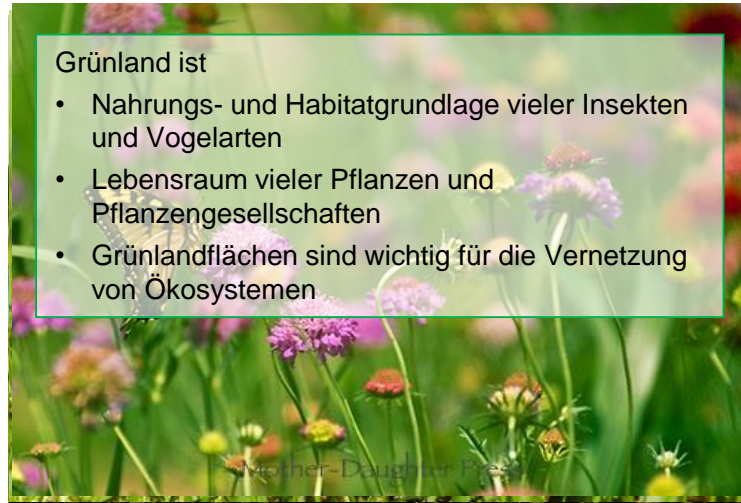 Grünland ist
• Nahrungs- und Habitatgrundlage vieler Insekten
und Vogelarten
• Lebensraum vieler Pflanzen und
Pflanzengesellschaften
• Grünlandflächen sind wichtig für die Vernetzung
von Ökosystemen
Mother-Daughter Press